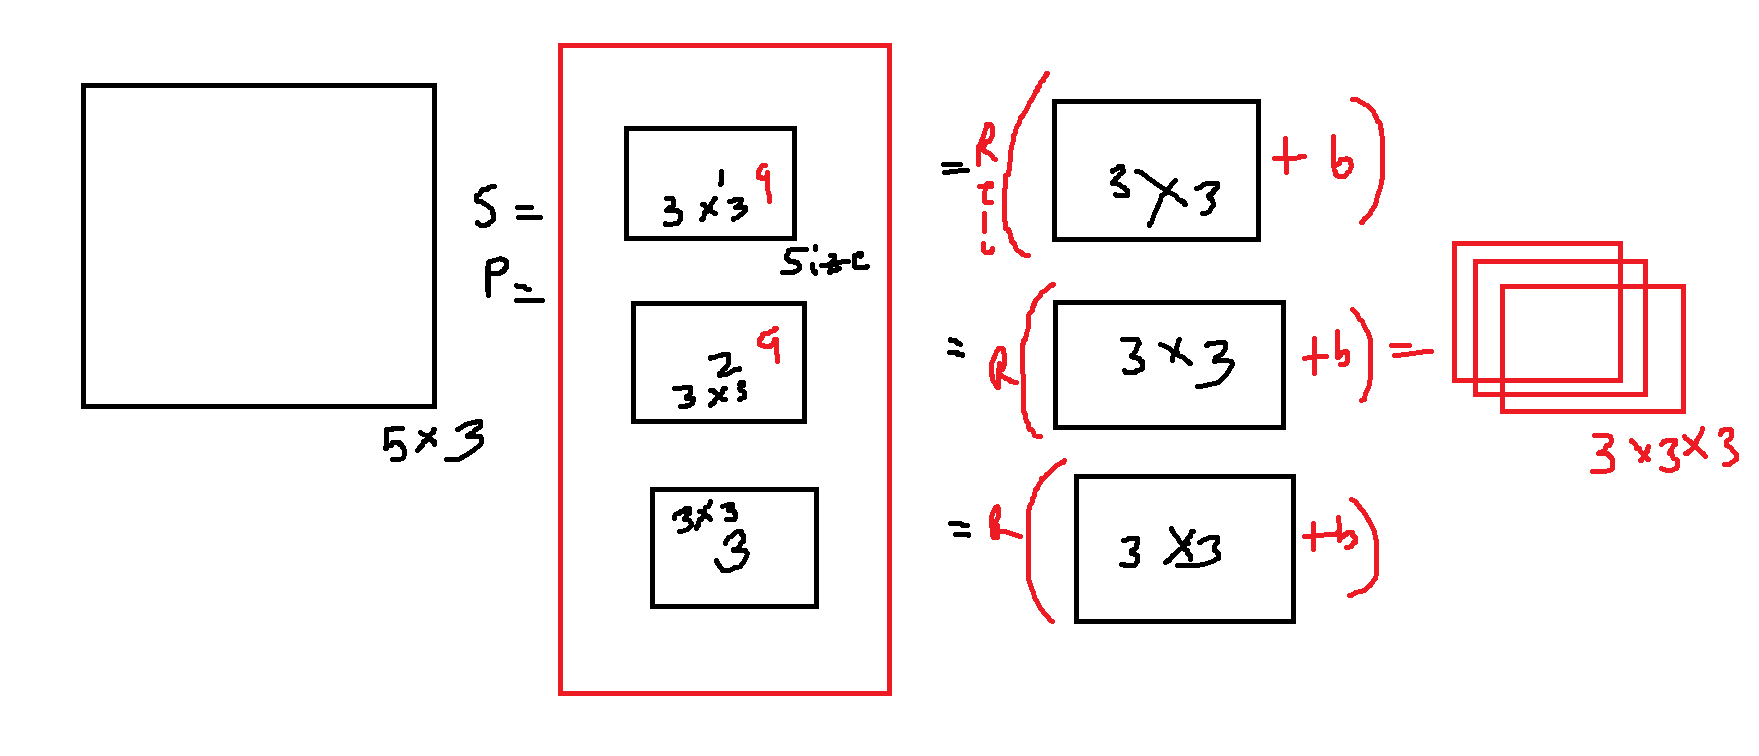 5 × 3
S =
P =
1
3 × 3 9
Size
2 9
3 × 3
3 × 3
3
= R ( 3 × 3 + b )
= R ( 3 × 3 + b ) =
= R ( 3 × 3 + b )
3 × 3 × 3